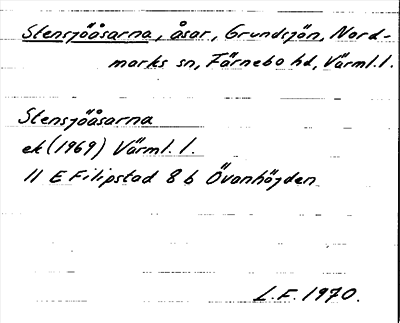 Stensjöåsarna, åsar, Grundsjön, Nord-
marks sn, Färnebo hd, Värml. l.
Stensjöåsarna
ek (1969) Värml. l.
11 E Filipstad 8 b Övanhöjden
L.F. 1970.